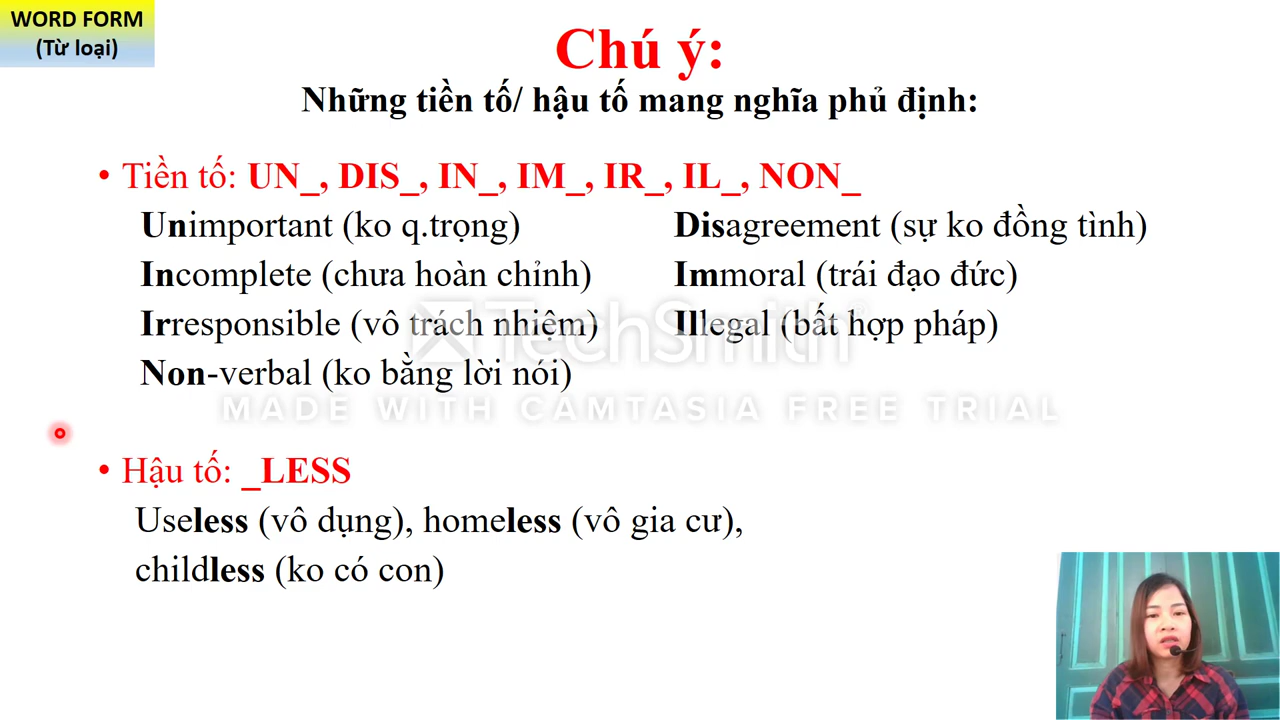 WORD FORM
(Từ loại)
Chú ý:
Những tiền tố/ hậu tố mang nghĩa phủ định:
• Tiền tố: UN_, DIS_, IN_, IM_, IR_, IL_, NON_
Unimportant (ko q.trọng) Disagreement (sự ko đồng tình)
Incomplete (chưa hoàn chỉnh) Immoral (trái đạo đức)
Irresponsible (vô trách nhiệm) Illegal (bất hợp pháp)
Non-verbal (ko bằng lời nói)
TechSmith®
MADE WITH CAMTASIA FREE TRIAL
• Hậu tố: _LESS
Useless (vô dụng), homeless (vô gia cư),
childless (ko có con)